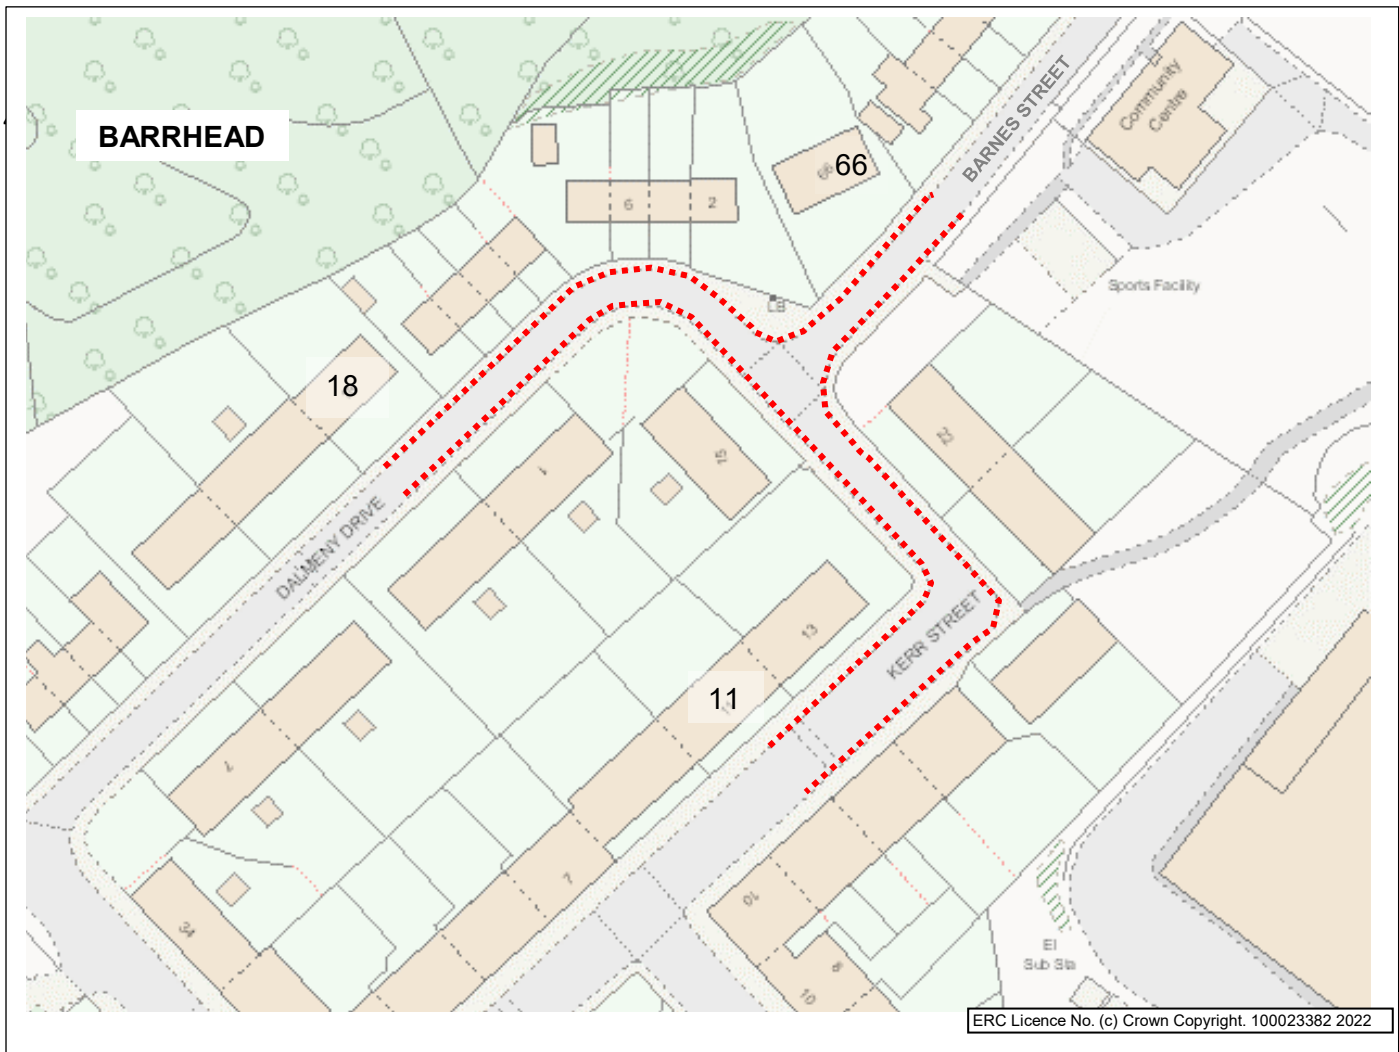 BARRHEAD
BARNES STREET
Community
Centre
66
6
2
LB
Sports Facility
18
1
15
23
DALMENY DRIVE
13
KERR STREET
11
7
7
34
10
8
10
El
Sub Sta
ERC Licence No. (c) Crown Copyright. 100023382 2022